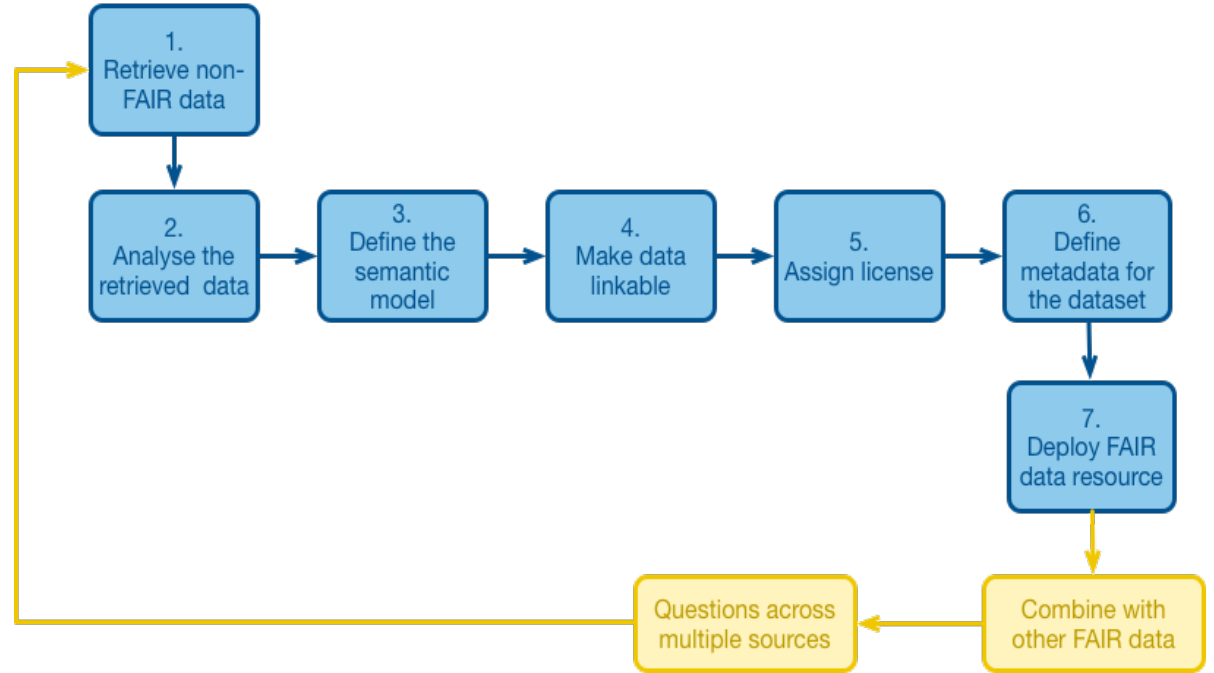 1.
Retrieve non-
FAIR data
2.
Analyse the
retrieved data
3.
Define the
semantic
model
4.
Make data
linkable
5.
Assign license
6.
Define
metadata for
the dataset
7.
Deploy FAIR
data resource
Combine with
other FAIR data
Questions across
multiple sources